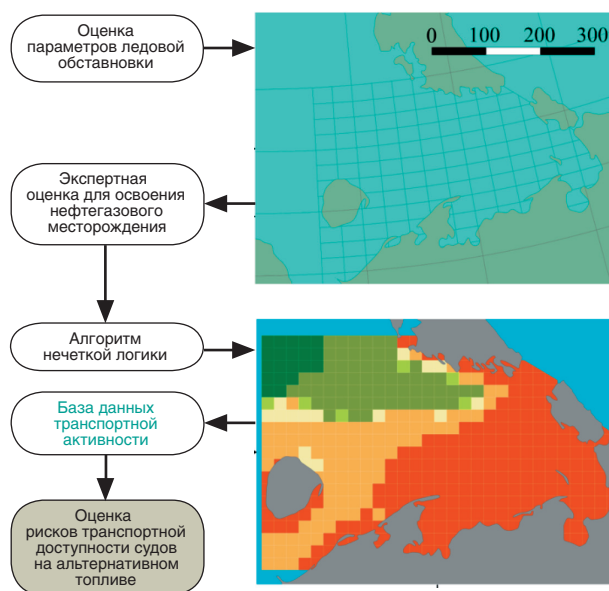 Оценка
параметров ледовой
обставновки
0 100 200 300
Экспертная
оценка для освоения
нефтегазового
месторождения
Алгоритм
нечеткой логики
База данных
транспортной
активности
Оценка
рисков транспортной
доступности судов
на альтернативном
топливе